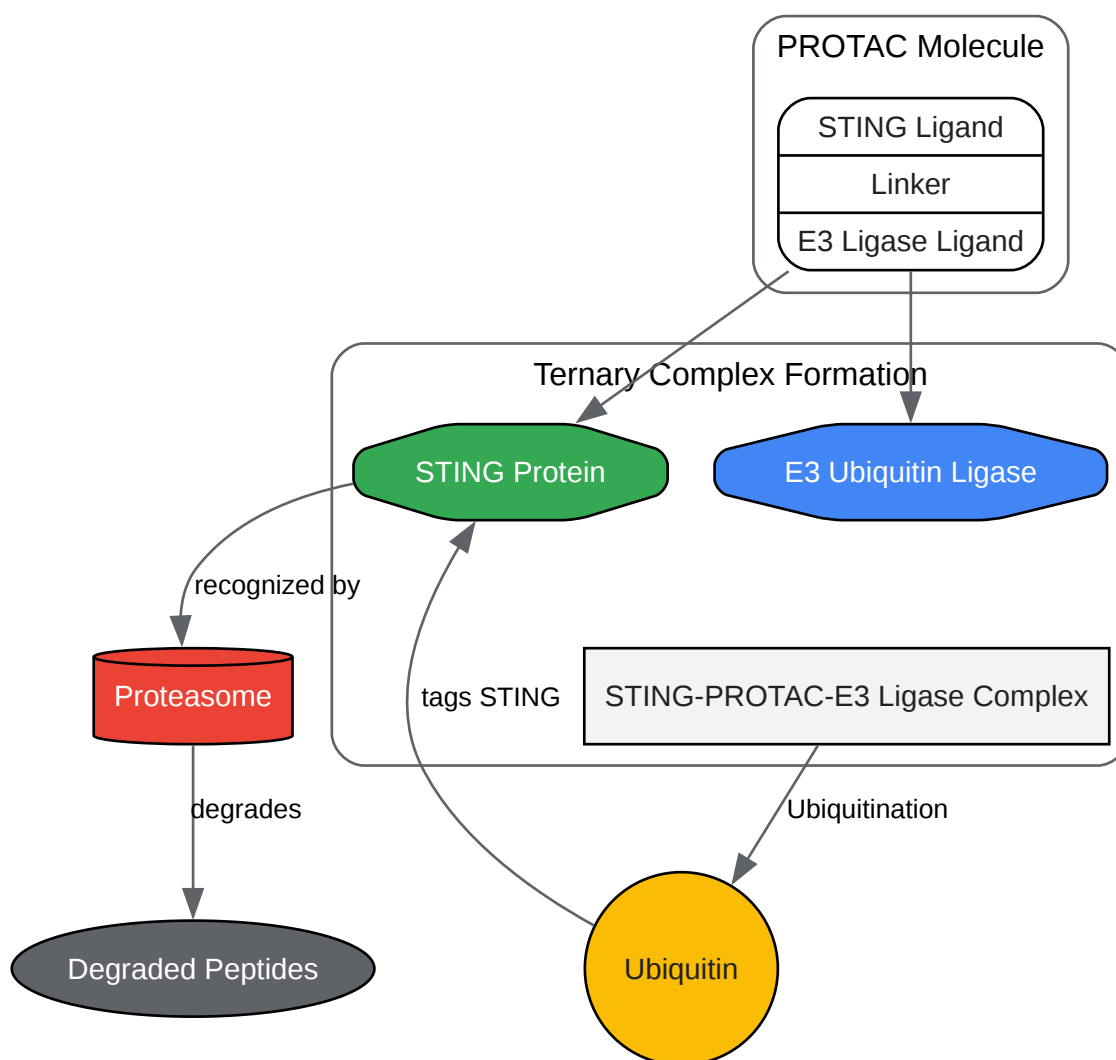 PROTAC Molecule
STING Ligand
Linker
E3 Ligase Ligand
Ternary Complex Formation
STING Protein
E3 Ubiquitin Ligase
recognized by
Proteasome
tags STING
STING-PROTAC-E3 Ligase Complex
degrades
Ubiquitination
Degraded Peptides
Ubiquitin